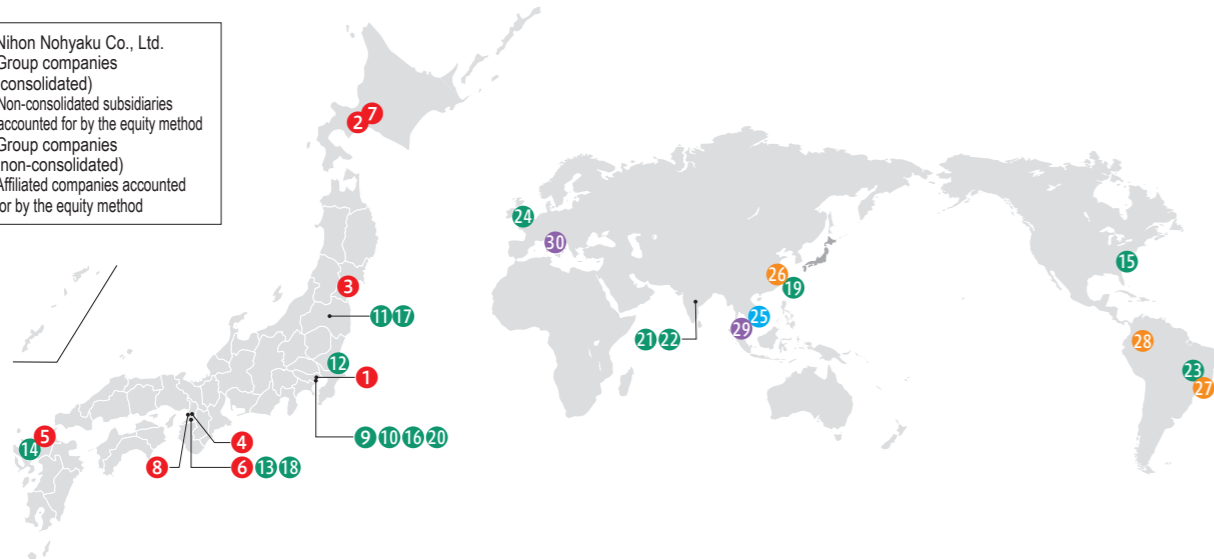 Nihon Nohyaku Co., Ltd.
Group companies
consolidated)
Non-consolidated subsidiaries
accounted for by the equity method
Group companies
non-consolidated)
Affiliated companies accounted
or by the equity method
7
2
3
11 17
12
1
9 10 16 20
4
5
14
8
6 13 18
24
30
26
19
15
25
29
21 22
28
23
27